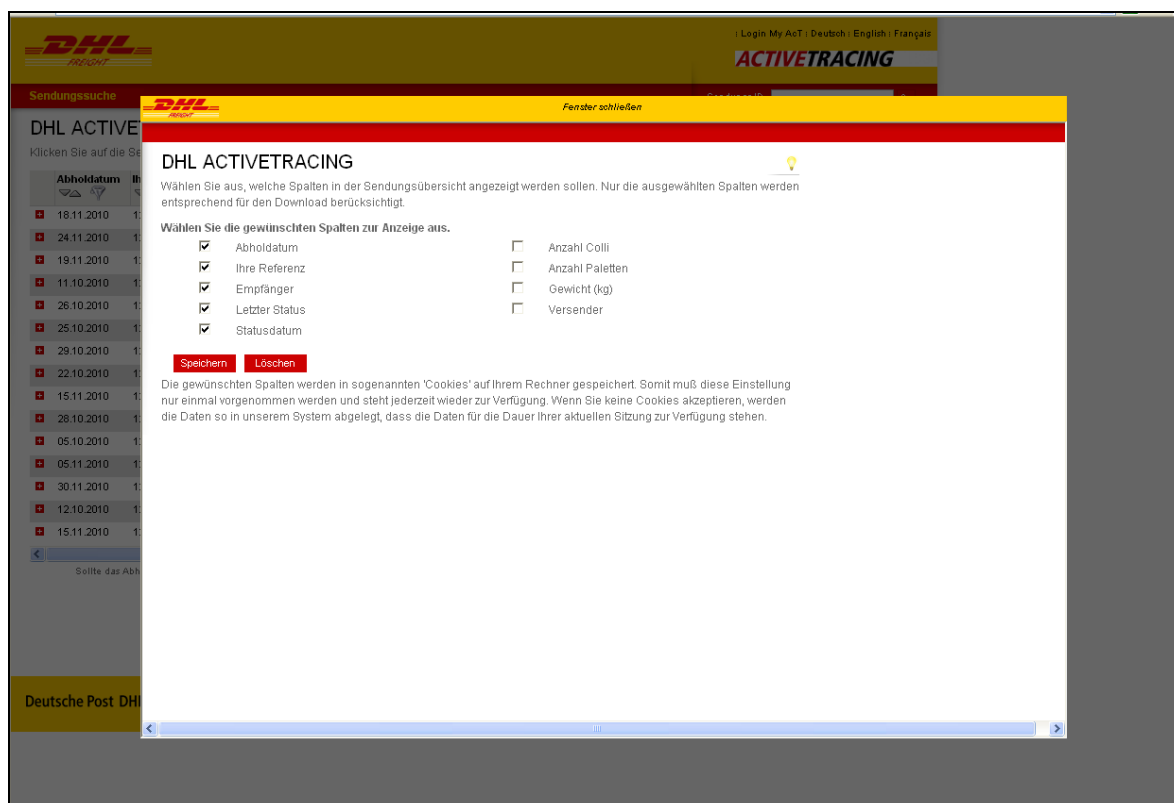 : Login My AcT : Deutsch : English : Français
DHL
FREIGHT
ACTIVETRACING
Sendungssuche
DHL
FREIGHT
Fenster schließen
DHL ACTIVE
Klicken Sie auf die Se
Abholdatum
18.11.2010
24.11.2010
19.11.2010
11.10.2010
26.10.2010
25.10.2010
29.10.2010
22.10.2010
15.11.2010
28.10.2010
05.10.2010
05.11.2010
30.11.2010
12.10.2010
15.11.2010
Sollte das Abh
Deutsche Post DHL
DHL ACTIVETRACING
Wählen Sie aus, welche Spalten in der Sendungsübersicht angezeigt werden sollen. Nur die ausgewählten Spalten werden
entsprechend für den Download berücksichtigt.
Wählen Sie die gewünschten Spalten zur Anzeige aus.
Abholdatum
Anzahl Colli
Ihre Referenz
Anzahl Paletten
Empfänger
Gewicht (kg)
Letzter Status
Versender
Statusdatum
Speichern
Löschen
Die gewünschten Spalten werden in sogenannten 'Cookies' auf Ihrem Rechner gespeichert. Somit muß diese Einstellung
nur einmal vorgenommen werden und steht jederzeit wieder zur Verfügung. Wenn Sie keine Cookies akzeptieren, werden
die Daten so in unserem System abgelegt, dass die Daten für die Dauer Ihrer aktuellen Sitzung zur Verfügung stehen.